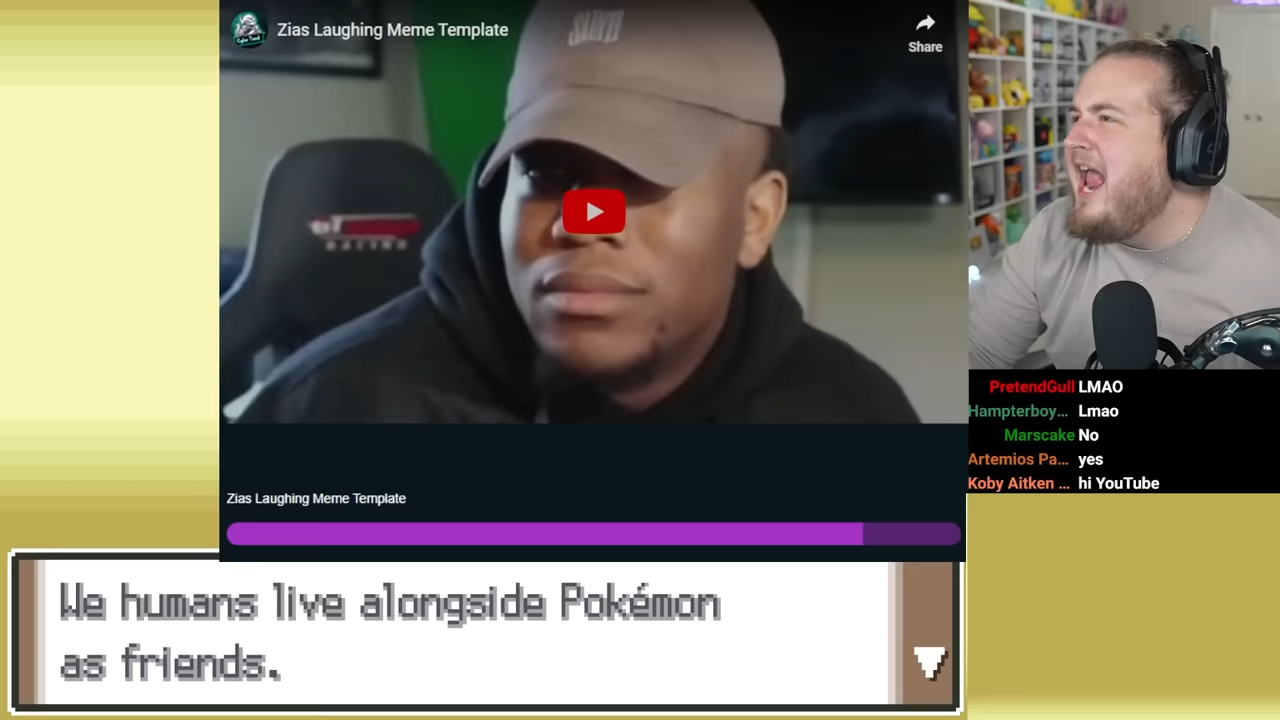 Zias Laughing Meme Template
Share
RACING
PretendGull LMAO
Hampterboy… Lmao
Marscake No
Artemios Pa… yes
Koby Aitken … hi YouTube
Zias Laughing Meme Template
We humans live alongside Pokémon
as friends.